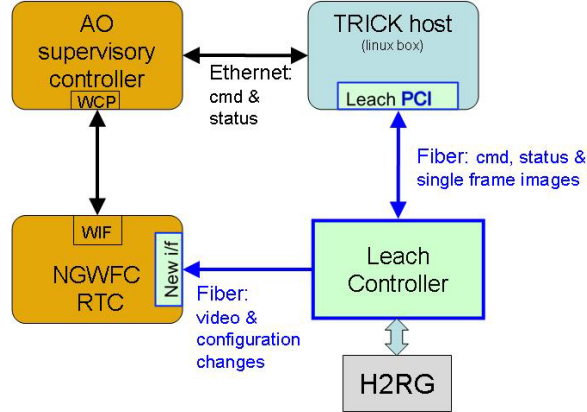 AO
supervisory
controller
WCP
Ethernet:
cmd &
status
TRICK host
(linux box)
Leach PCI
Fiber: cmd, status &
single frame images
WIF
NGWFC
RTC
New i/f
Fiber:
video &
configuration
changes
Leach
Controller
H2RG